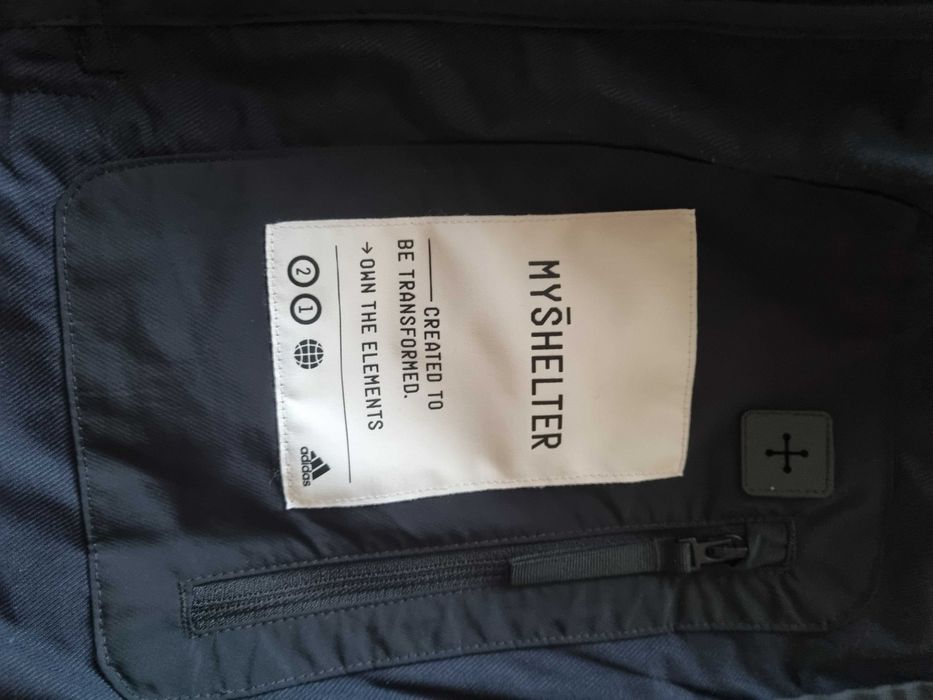 MYSHELTER
CREATED TO
BE TRANSFORMED.
→OWN THE ELEMENTS
2 1
adidas